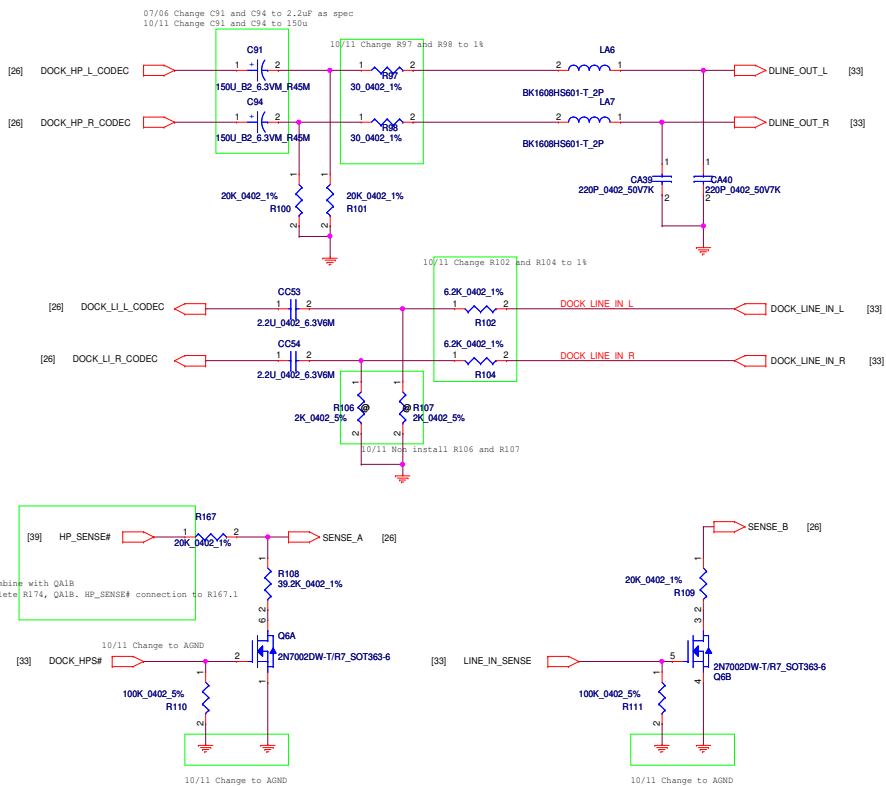 07/06 Change C91 and C94 to 2.2uF as spec
10/11 Change C91 and C94 to 150u
10/11 Change R97 and R98 to 1%
[26] DOCK_HP_L_CODEC
C91
1 + 2
150U_B2_6.3VM_R45M
1 2
R97
30_0402_1%
LA6
2 1
BK1608HS601-T_2P
DLINE_OUT_L [33]
[26] DOCK_HP_R_CODEC
C94
1 + 2
150U_B2_6.3VM_R45M
1 2
R98
30_0402_1%
LA7
2 1
BK1608HS601-T_2P
DLINE_OUT_R [33]
20K_0402_1%
R100
1
2
20K_0402_1%
R101
1
2
CA39
220P_0402_50V7K
1
2
CA40
220P_0402_50V7K
1
2
10/11 Change R102 and R104 to 1%
[26] DOCK_LI_L_CODEC
CC53
1 2
2.2U_0402_6.3V6M
6.2K_0402_1%
1 2
R102
DOCK_LINE_IN_L
DOCK_LINE_IN_L [33]
[26] DOCK_LI_R_CODEC
CC54
1 2
2.2U_0402_6.3V6M
6.2K_0402_1%
1 2
R104
DOCK_LINE_IN_R
DOCK_LINE_IN_R [33]
1
R106 @
2K_0402_5%
2
1
@ R107
2K_0402_5%
2
10/11 Non install R106 and R107
[39] HP_SENSE#
R167
1 2
20K_0402_1%
SENSE_A [26]
R174, QA1B. HP_SENSE# connection to R167.1
with QA1B
1
R108
39.2K_0402_1%
2
6
Q6A
2N7002DW-T/R7_SOT363-6
2
1
10/11 Change to AGND
[33] DOCK_HPS#
1
100K_0402_5%
R110
2
10/11 Change to AGND
SENSE_B [26]
1
20K_0402_1%
R109
2
3
[33] LINE_IN_SENSE
5
2N7002DW-T/R7_SOT363-6
Q6B
4
1
100K_0402_5%
R111
2
10/11 Change to AGND